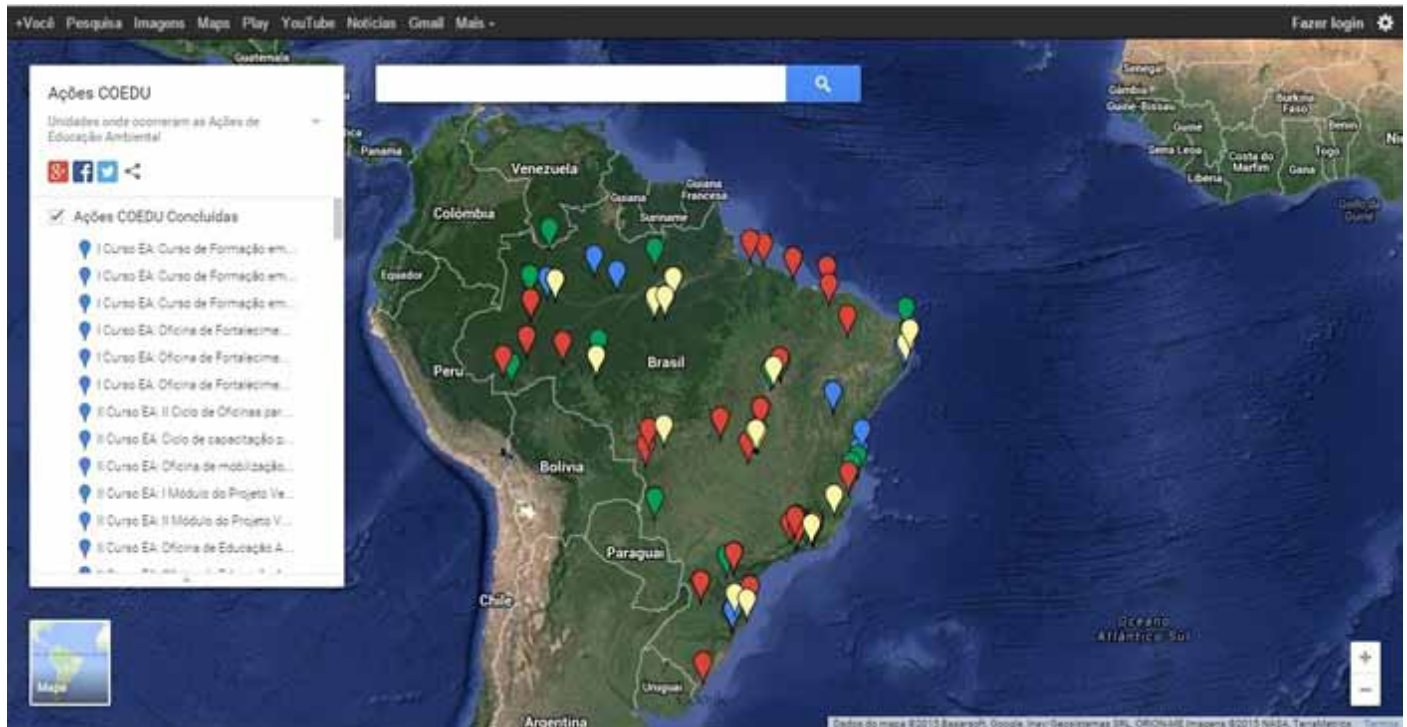 +Você Pesquisa Imagens Maps Play YouTube Notícias Gmail Mais
Fazer login
Ações COEDU
Unidades onde ocorreram as Ações de
Educação Ambiental
Ações COEDU Concluídas
I Curso EA: Curso de Formação em...
I Curso EA: Curso de Formação em...
I Curso EA: Curso de Formação em...
I Curso EA: Oficina de Fortalecime...
I Curso EA: Oficina de Fortalecime...
I Curso EA: Oficina de Fortalecime...
II Curso EA: II Ciclo de Oficinas par...
II Curso EA: Ciclo de capacitação p...
II Curso EA: Oficina de mobilização...
II Curso EA: I Módulo do Projeto Ve...
II Curso EA: II Módulo do Projeto V...
II Curso EA: Oficina de Educação A...
Mapa
Guatemala
Panamá
Venezuela
Colômbia
Guiana
Guiana
Francesa
Suriname
Equador
Peru
Brasil
Bolívia
Paraguai
Chile
Uruguai
Argentina
Senegal
Gâmbia
Guiné-Bissau
Guiné
Serra Leoa
Libéria
Costa do
Marfim
Burkina
Faso
Gana
Togo
Benin
Golfo da
Guiné
Oceano
Atlântico Sul
+
−